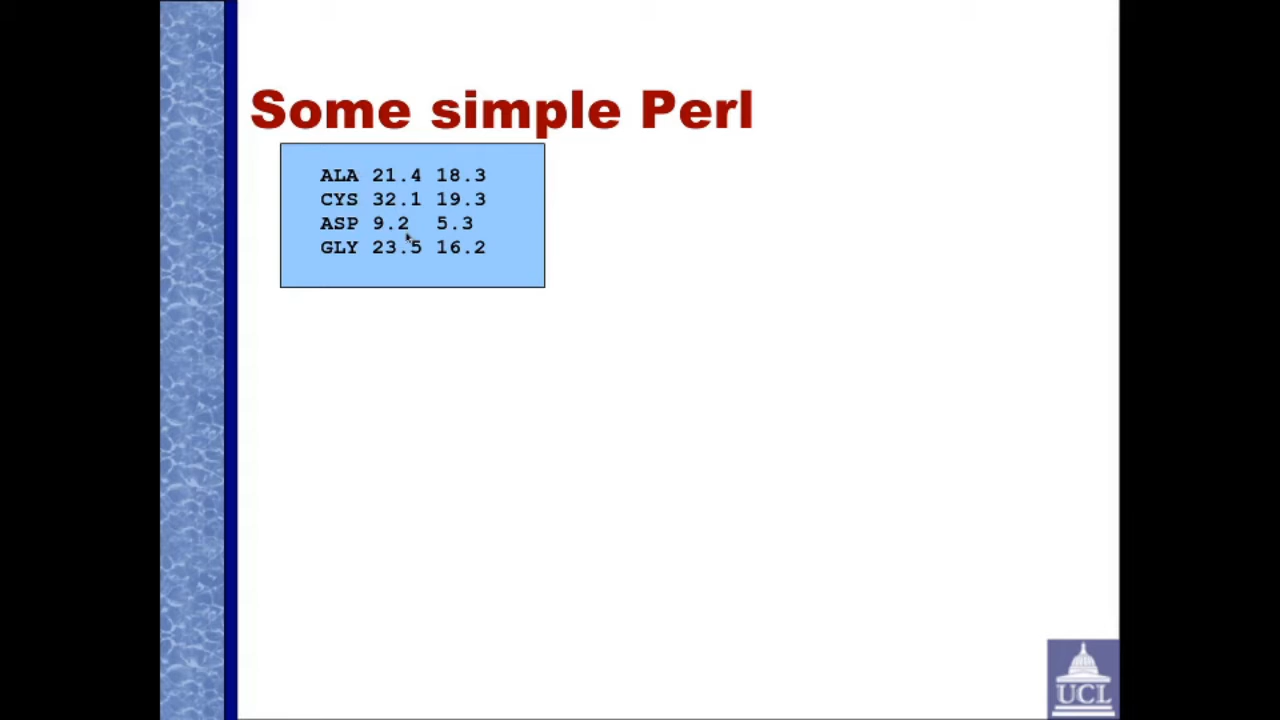 Some simple Perl
ALA 21.4 18.3
CYS 32.1 19.3
ASP 9.2  5.3
GLY 23.5 16.2
UCL